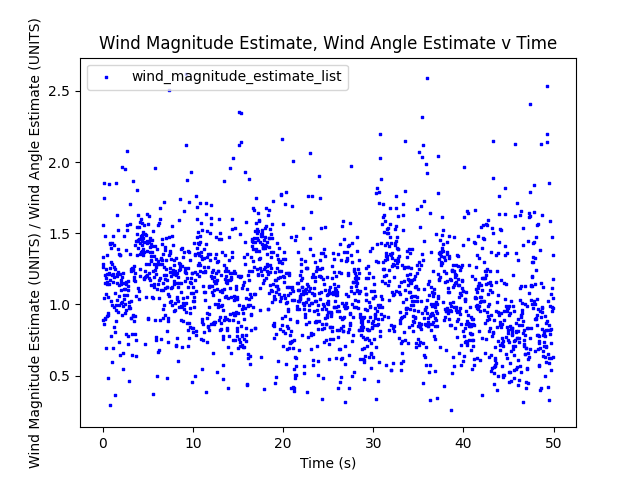 Wind Magnitude Estimate, Wind Angle Estimate v Time
wind_magnitude_estimate_list
Wind Magnitude Estimate (UNITS) / Wind Angle Estimate (UNITS)
2.5
2.0
1.5
1.0
0.5
0 10 20 30 40 50
Time (s)